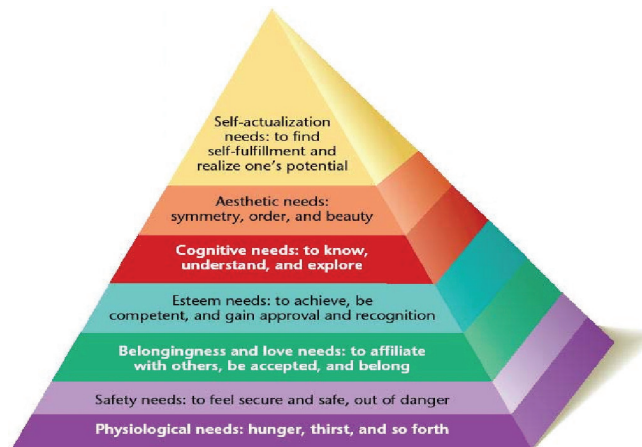 Self-actualization
needs: to find
self-fulfillment and
realize one's potential
Aesthetic needs:
symmetry, order, and beauty
Cognitive needs: to know,
understand, and explore
Esteem needs: to achieve, be
competent, and gain approval and recognition
Belongingness and love needs: to affiliate
with others, be accepted, and belong
Safety needs: to feel secure and safe, out of danger
Physiological needs: hunger, thirst, and so forth